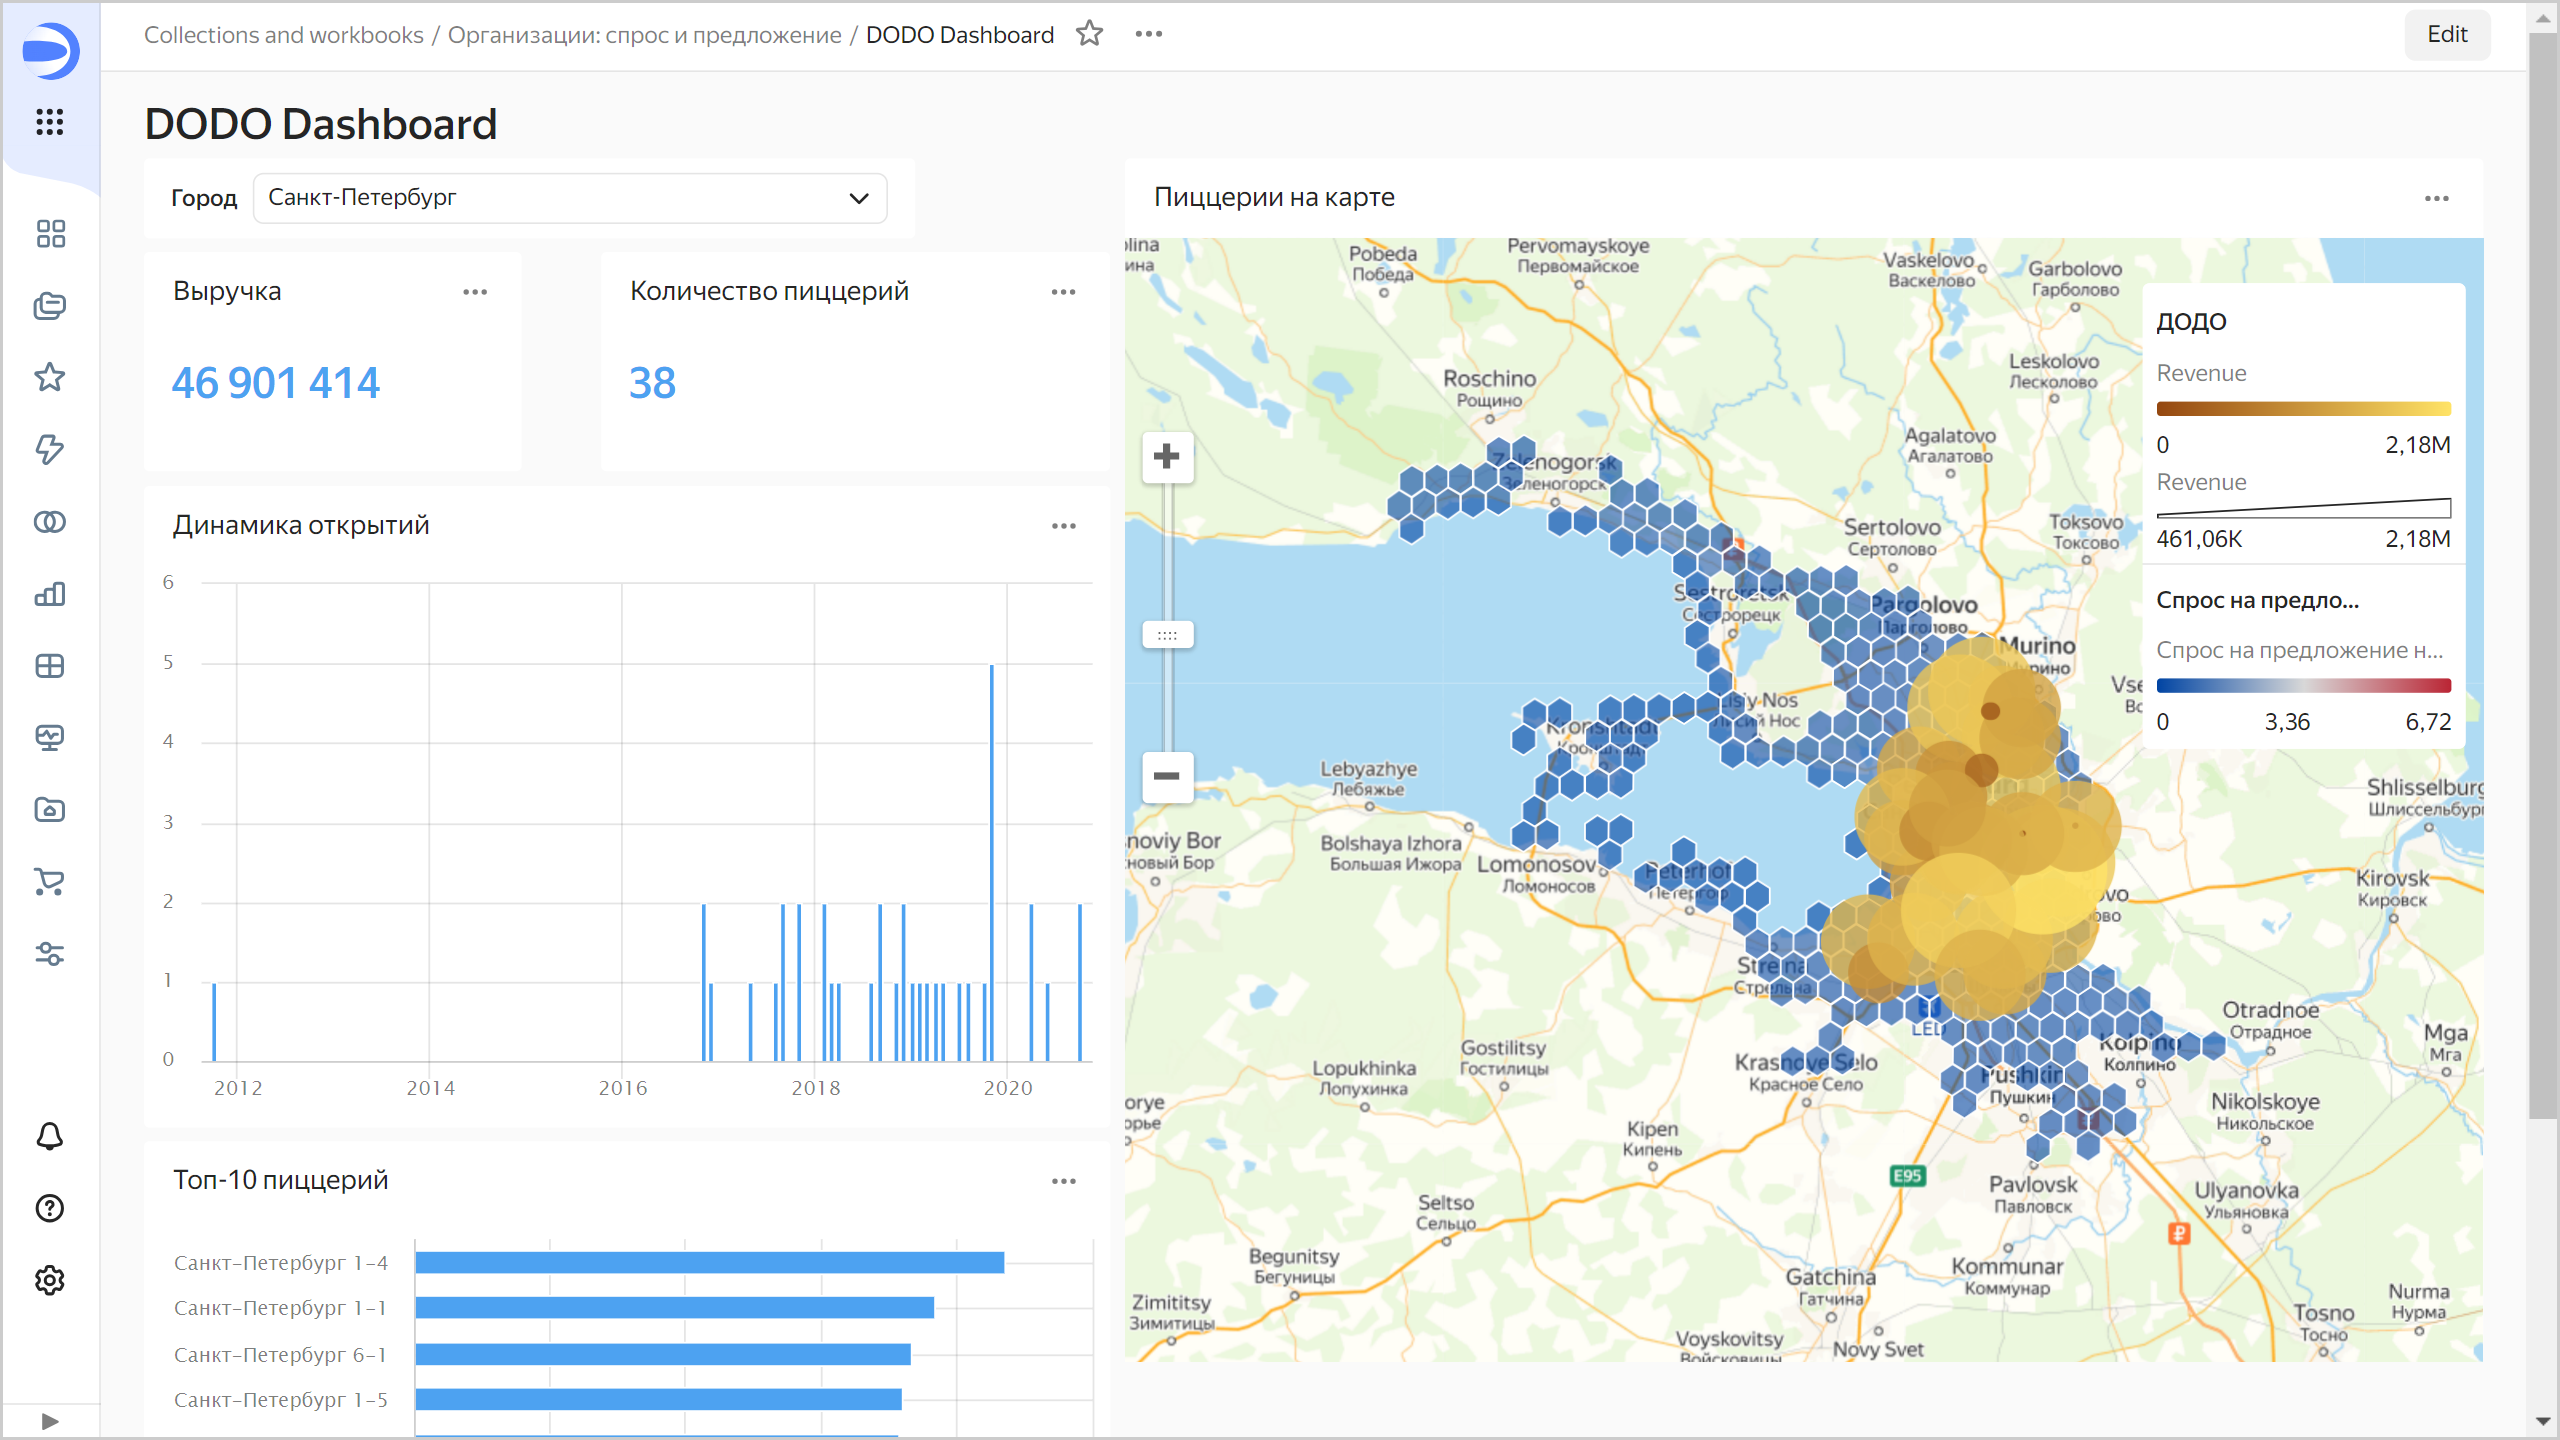 Collections and workbooks / Организации: спрос и предложение / DODO Dashboard
Edit
DODO Dashboard
Город
Санкт-Петербург
Выручка
46 901 414
Количество пиццерий
38
Динамика открытий
6
5
4
3
2
1
0
2012
2014
2016
2018
2020
Топ-10 пиццерий
Санкт-Петербург 1-4
Санкт-Петербург 1-1
Санкт-Петербург 6-1
Санкт-Петербург 1-5
Пиццерии на карте
ДОДО
Revenue
0 2,18M
Revenue
461,06K 2,18M
Спрос на предло...
Спрос на предложение н...
0 3,36 6,72
Pobeda
Победа
Pervomayskoye
Первомайское
Vaskelovo
Васкелово
Garbolovo
Гарболово
Leskolovo
Лесколово
Roschino
Рощино
Agalatovo
Агалатово
Zelenogorsk
Зеленогорск
Sertolovo
Сертолово
Toksovo
Токсово
Sestroretsk
Сестрорецк
Pargolovo
Парголово
Murino
Lisiy Nos
Лисий Нос
Kronshtadt
Lebyazhye
Лебяжье
Shlisselburg
Шлиссельбург
noviy Bor
новый Бор
Bolshaya Izhora
Большая Ижора
Lomonosov
Ломоносов
Peterhof
Петергоф
Kirovsk
Кировск
Strelna
Стрельна
LED
Otradnoe
Отрадное
Mga
Мга
Kolpino
Колпино
Gostilitsy
Гостилицы
Lopukhinka
Лопухинка
Krasnoye Selo
Красное Село
Pushkin
Пушкин
Nikolskoye
Никольское
Kipen
Кипень
E95
Pavlovsk
Павловск
Ulyanovka
Ульяновка
Seltso
Сельцо
Begunitsy
Бегуницы
Kommunar
Коммунар
Gatchina
Гатчина
Zimititsy
Зимитицы
Nurma
Нурма
Tosno
Тосно
Voyskovitsy
Войсковицы
Novy Svet